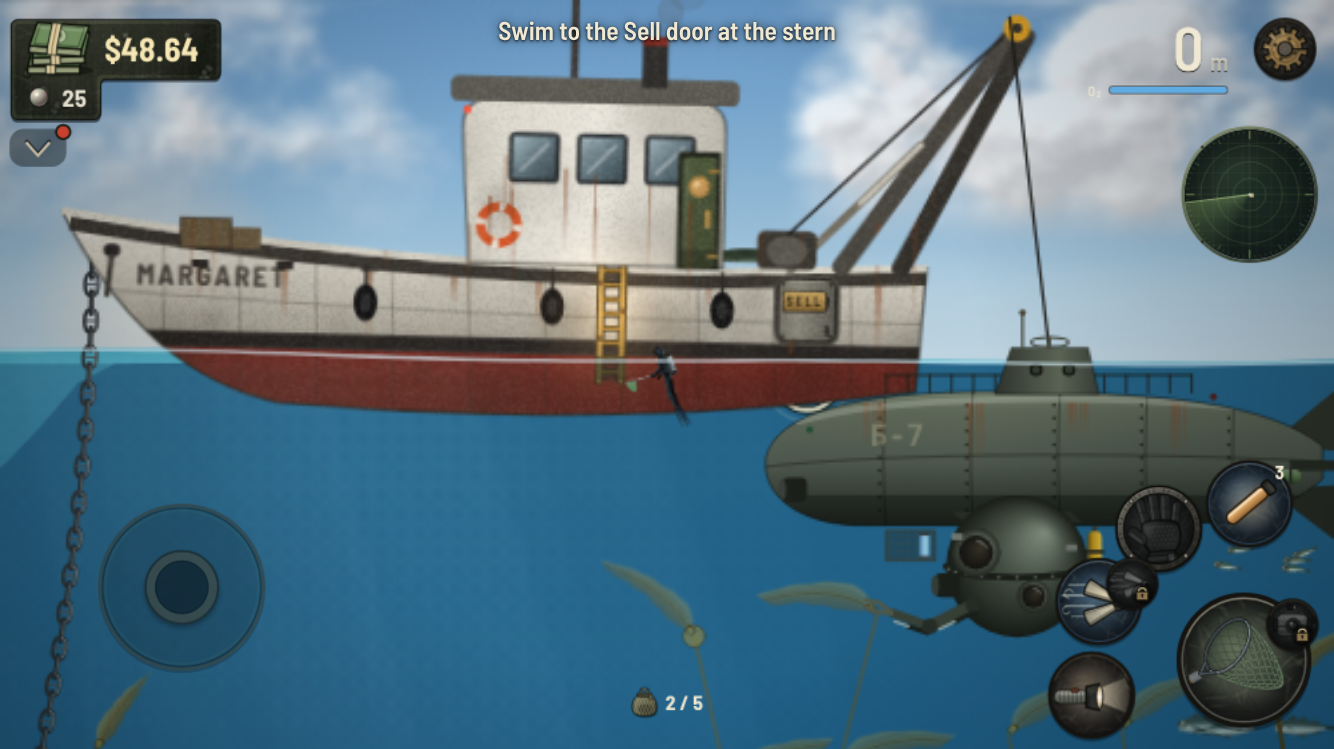 Swim to the Sell door at the stern
$48.64
25
0 m
O₂
MARGARET
SELL
Б-7
3
2 / 5